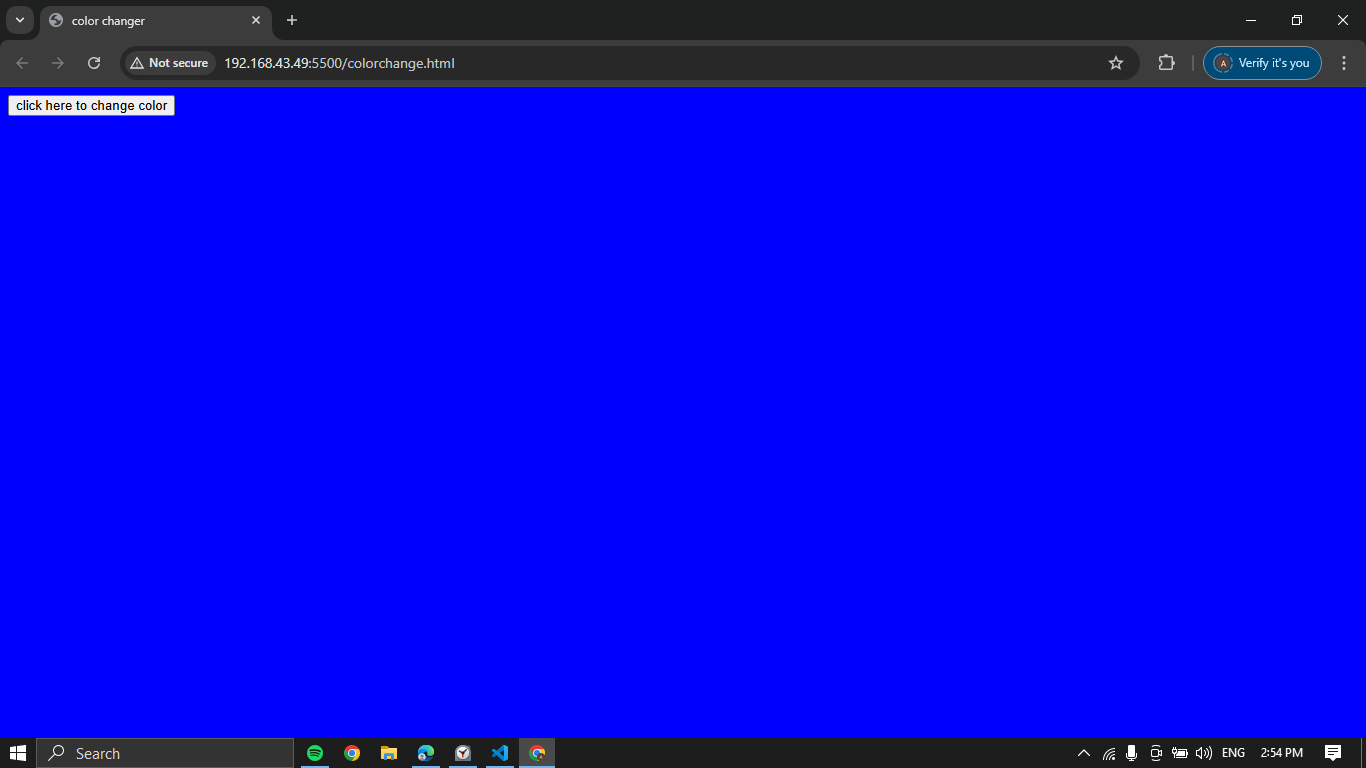 color changer
Not secure
192.168.43.49:5500/colorchange.html
A
Verify it's you
click here to change color
Search
ENG
2:54 PM